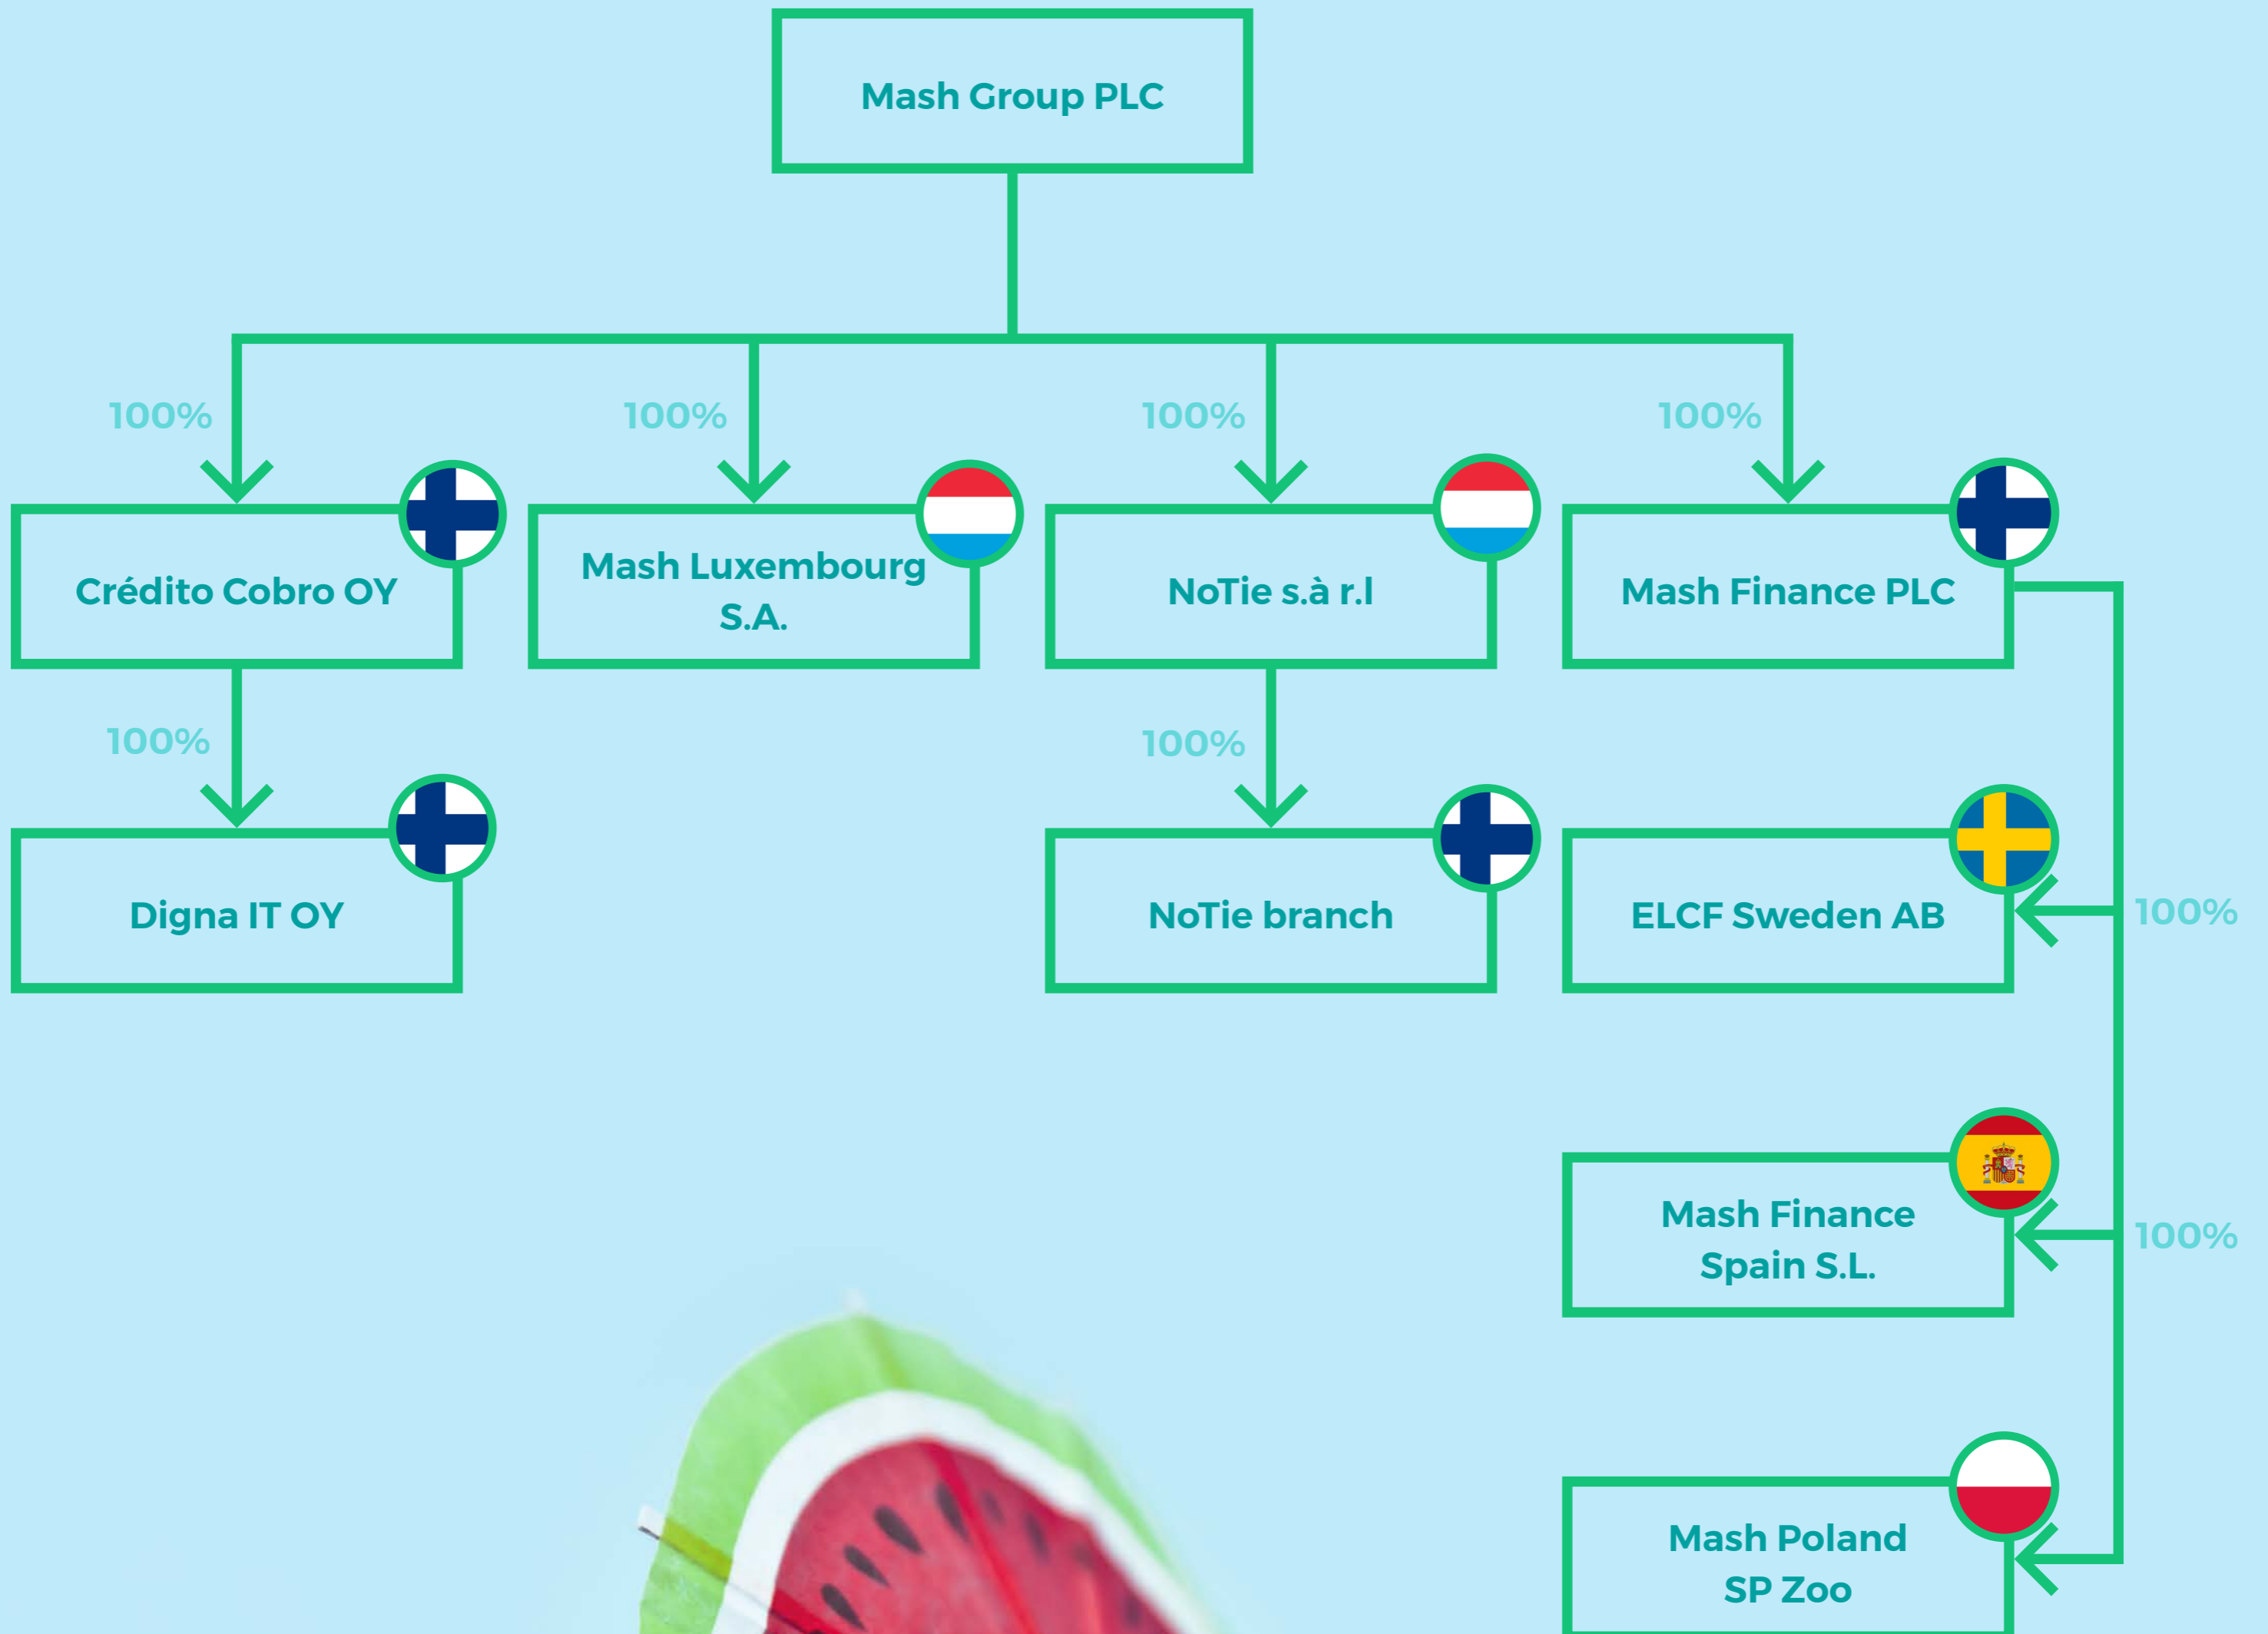 Mash Group PLC
100%
100%
100%
100%
Crédito Cobro OY
Mash Luxembourg
S.A.
NoTie s.à r.l
Mash Finance PLC
100%
100%
Digna IT OY
NoTie branch
ELCF Sweden AB
100%
Mash Finance
Spain S.L.
100%
Mash Poland
SP Zoo